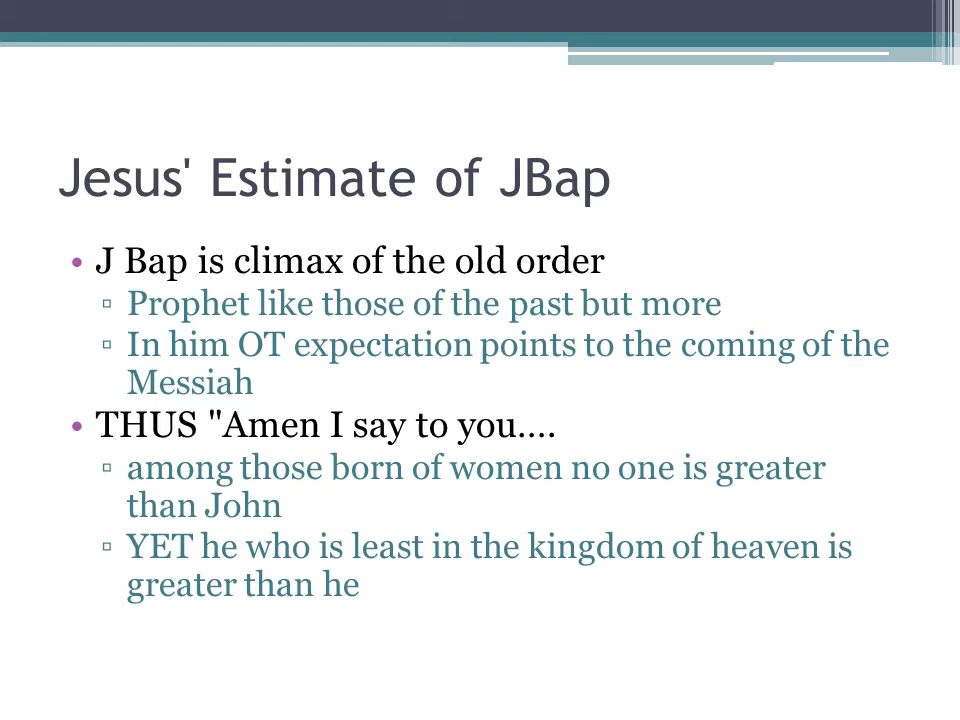 Jesus' Estimate of JBap
• J Bap is climax of the old order
▫ Prophet like those of the past but more
▫ In him OT expectation points to the coming of the
Messiah
• THUS "Amen I say to you....
▫ among those born of women no one is greater
than John
▫ YET he who is least in the kingdom of heaven is
greater than he